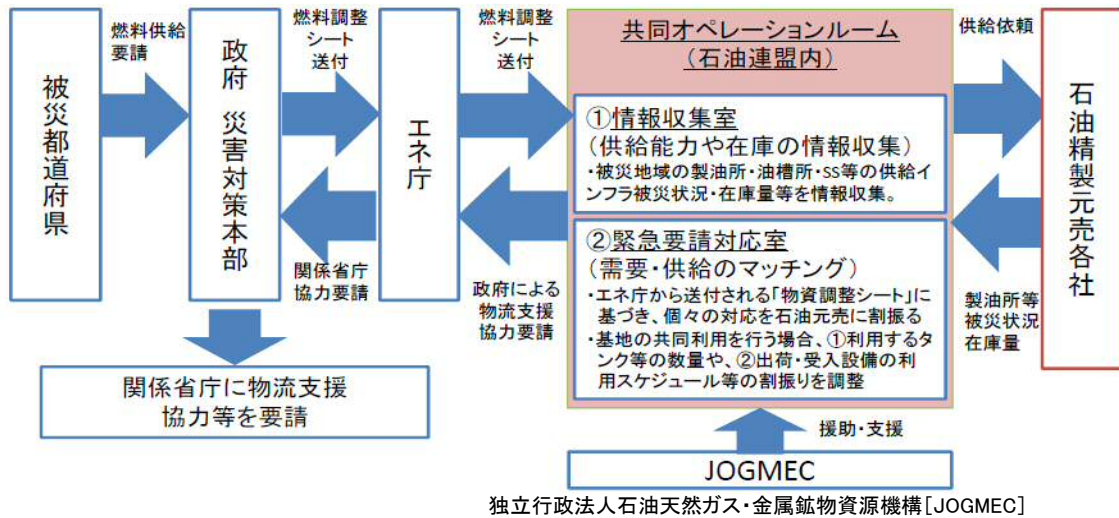 被災都道府県
燃料供給
要請
政府 災害対策本部
燃料調整
シート
送付
関係省庁
協力要請
関係省庁に物流支援
協力等を要請
エネ庁
燃料調整
シート
送付
政府による
物流支援
協力要請
共同オペレーションルーム
(石油連盟内)
①情報収集室
(供給能力や在庫の情報収集)
・被災地域の製油所・油槽所・SS等の供給イ
ンフラ被災状況・在庫量等を情報収集。
②緊急要請対応室
(需要・供給のマッチング)
・エネ庁から送付される「物資調整シート」に
基づき、個々の対応を石油元売に割振る
・基地の共同利用を行う場合、①利用するタ
ンク等の数量や、②出荷・受入設備の利
用スケジュール等の割振りを調整
供給依頼
製油所等
被災状況
在庫量
石油精製元売各社
援助・支援
JOGMEC
独立行政法人石油天然ガス・金属鉱物資源機構[JOGMEC]